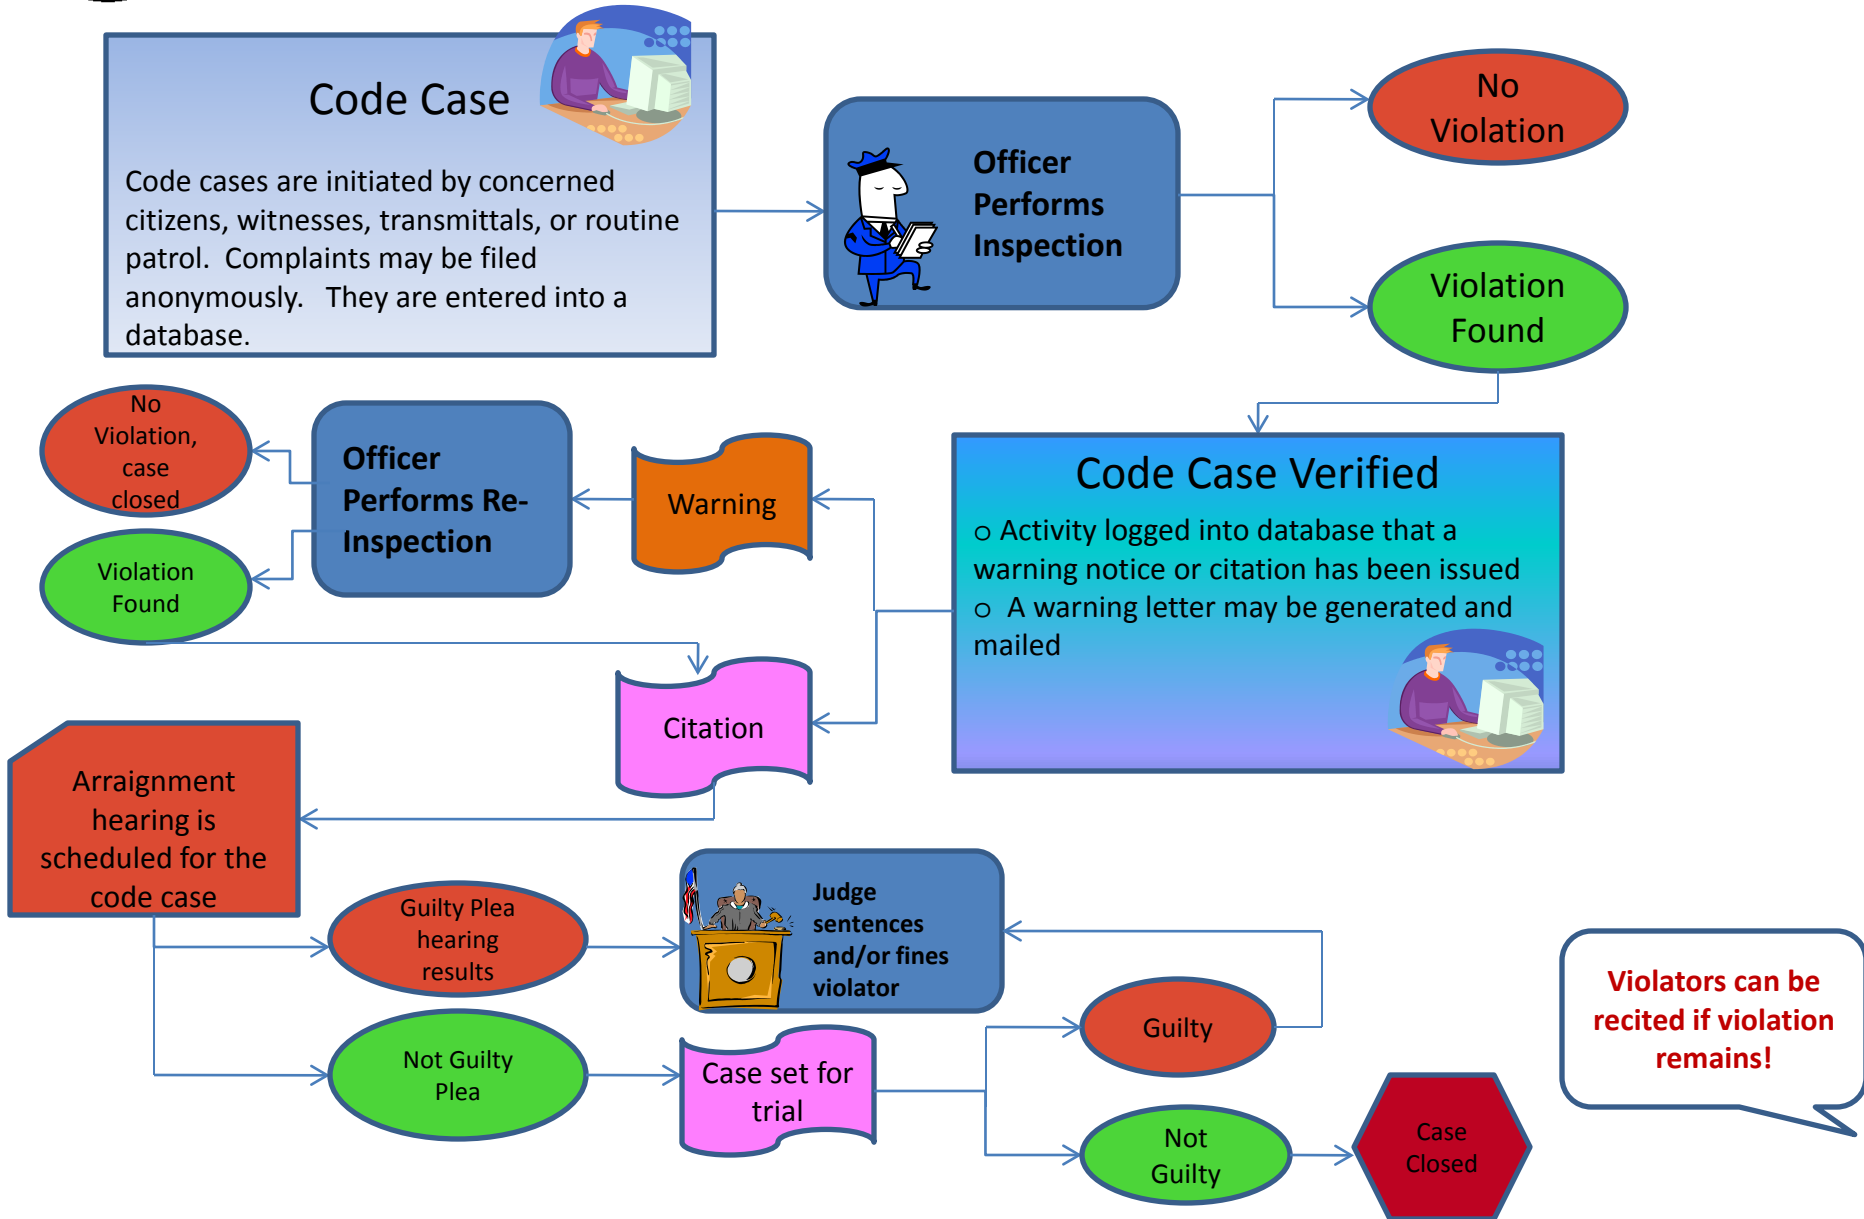 Code Case
Code cases are initiated by concerned
citizens, witnesses, transmittals, or routine
patrol.  Complaints may be filed
anonymously.   They are entered into a
database.
Officer
Performs
Inspection
No
Violation
Violation
Found
No
Violation,
case
closed
Violation
Found
Officer
Performs Re-
Inspection
Warning
Code Case Verified
o Activity logged into database that a
warning notice or citation has been issued
o  A warning letter may be generated and
mailed
Citation
Arraignment
hearing is
scheduled for the
code case
Guilty Plea
hearing
results
Judge
sentences
and/or fines
violator
Not Guilty
Plea
Case set for
trial
Guilty
Not
Guilty
Case
Closed
Violators can be
recited if violation
remains!